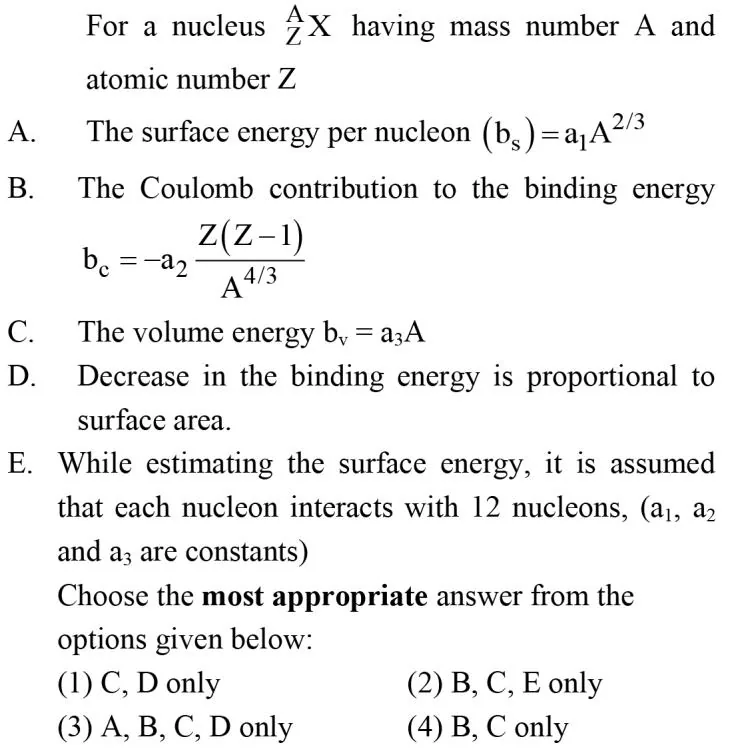 For a nucleus $^{A}_{Z}X$ having mass number A and
atomic number Z
A. The surface energy per nucleon $(b_s) = a_1A^{2/3}$
B. The Coulomb contribution to the binding energy
$b_c = -a_2\frac{Z(Z-1)}{A^{4/3}}$
C. The volume energy $b_v = a_3A$
D. Decrease in the binding energy is proportional to
surface area.
E. While estimating the surface energy, it is assumed
that each nucleon interacts with 12 nucleons, ($a_1$, $a_2$
and $a_3$ are constants)
Choose the most appropriate answer from the
options given below:
(1) C, D only (2) B, C, E only
(3) A, B, C, D only (4) B, C only